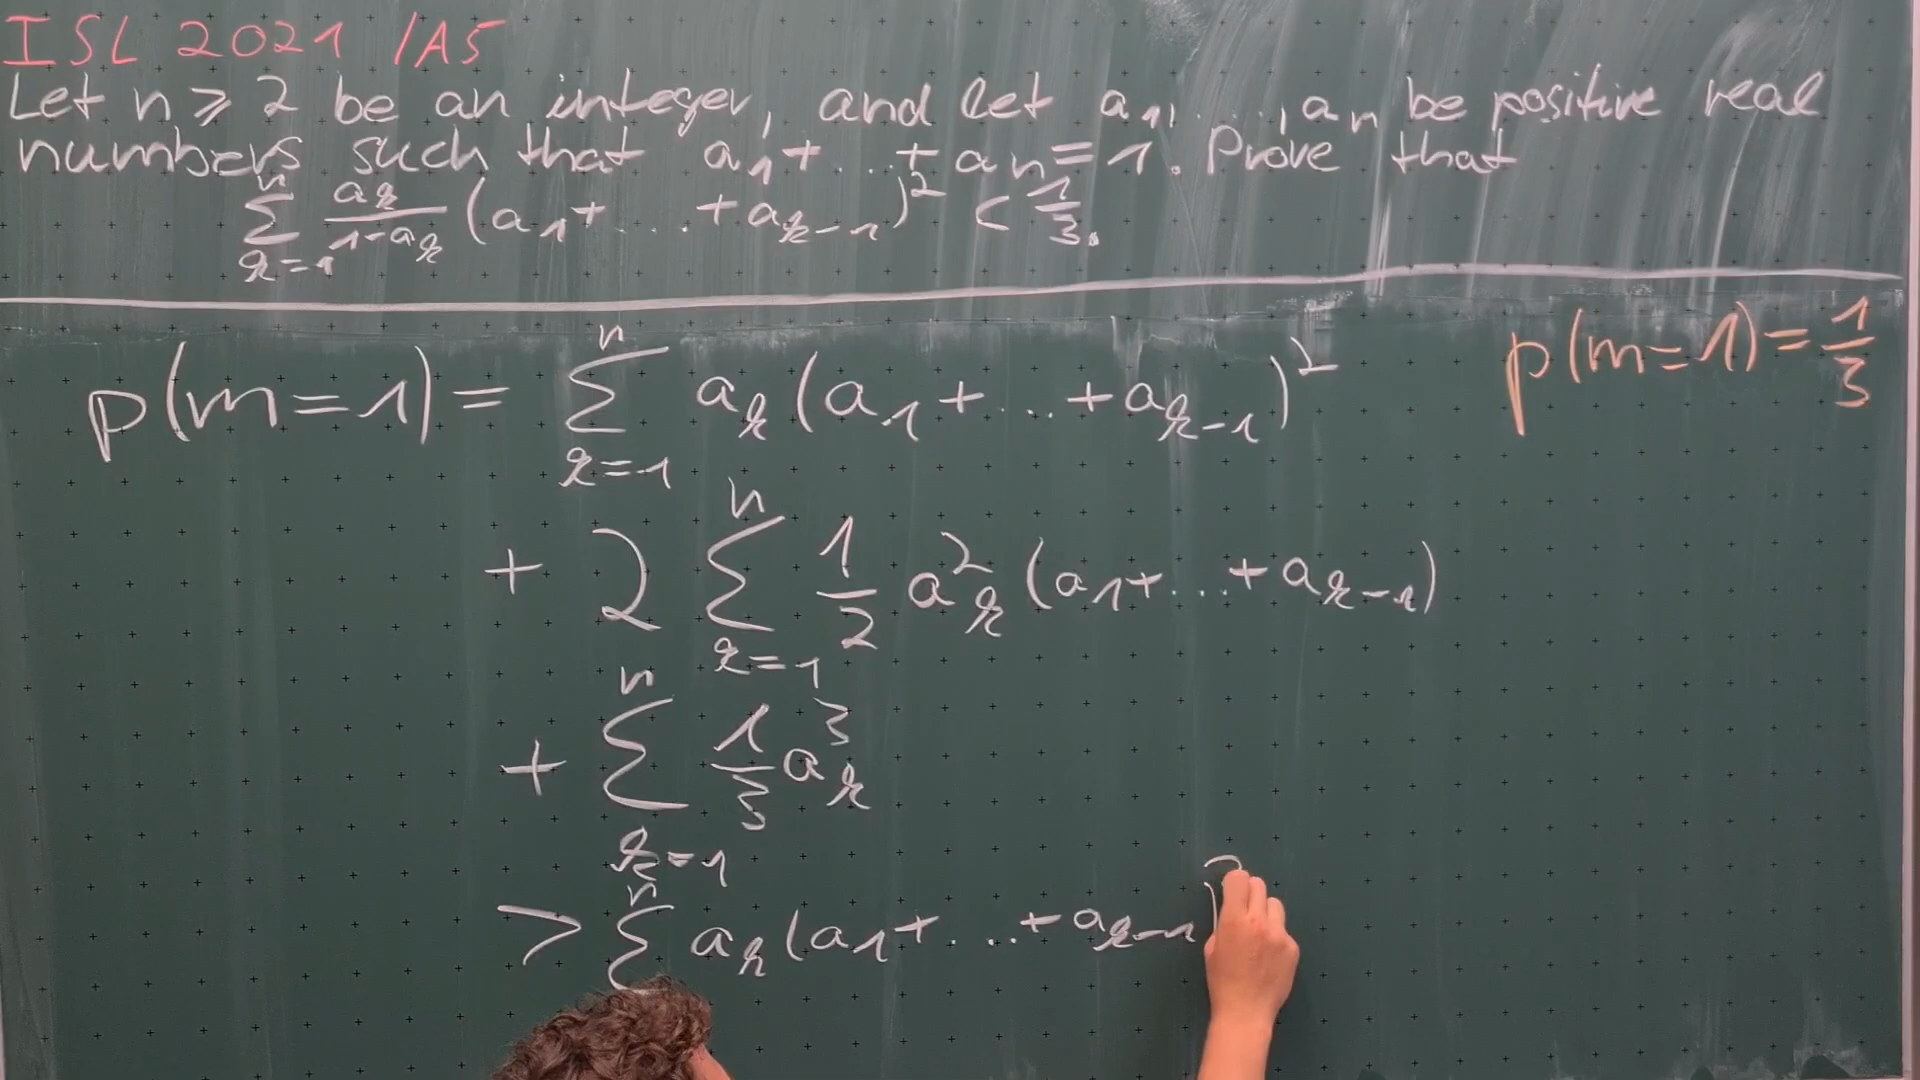 ISL 2021 /A5
Let n ≥ 2 be an integer, and let a₁, ..., aₙ be positive real
numbers such that a₁+...+aₙ=1. Prove that
∑ₖ₌₁ⁿ aₖ/(1-aₖ) (a₁+...+aₖ₋₁)² < 1/3.
p(m=1) = 1/3
p(m=1) = ∑ₖ₌₁ⁿ aₖ(a₁+...+aₖ₋₁)²
+ 2 ∑ₖ₌₁ⁿ 1/2 a²ₖ(a₁+...+aₖ₋₁)
+ ∑ₖ₌₁ⁿ 1/3 a³ₖ
> ∑ⁿ aₖ(a₁+...+aₖ₋₁)